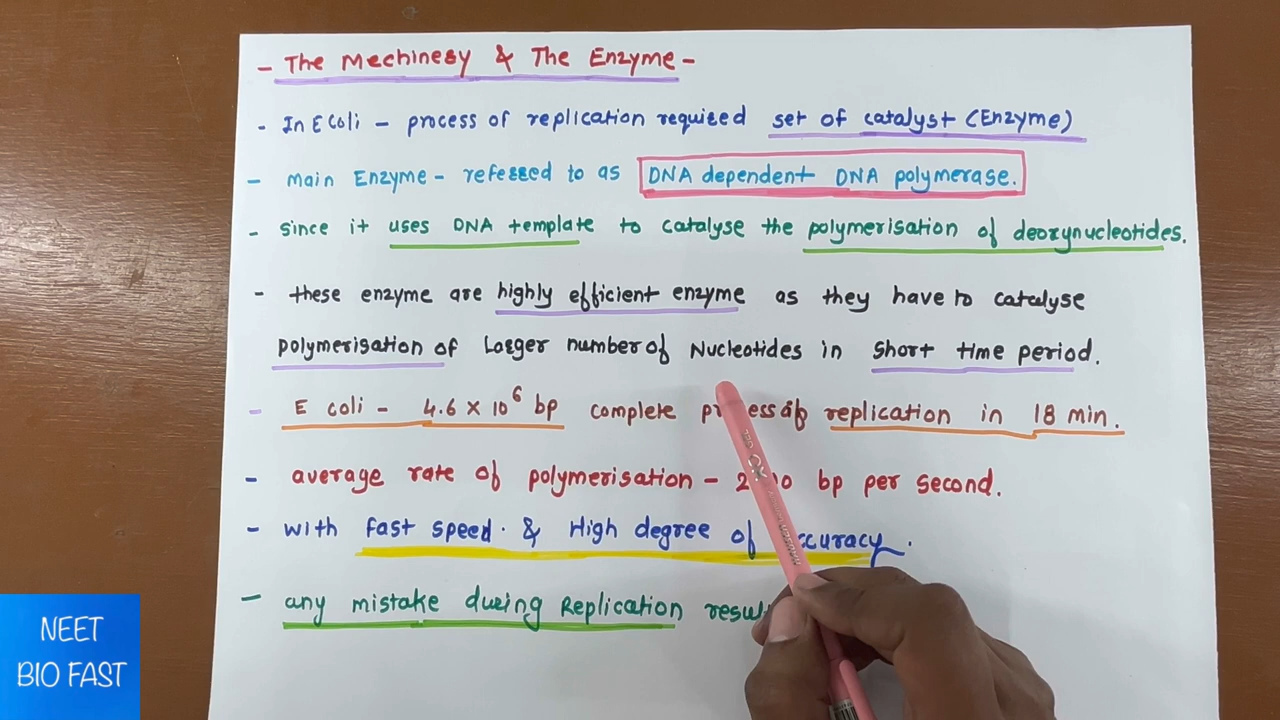 - The Mechinery & The Enzyme -
- In E Coli - process of replication required set of catalyst (Enzyme)
- main Enzyme - referred to as DNA dependent DNA polymerase.
- since it uses DNA template to catalyse the polymerisation of deoxynucleotides.
- these enzyme are highly efficient enzyme as they have to catalyse
polymerisation of Larger number of Nucleotides in short time period.
- E coli - 4.6 × 10⁶ bp complete of replication in 18 min.
- average rate of polymerisation - bp per second.
- with fast speed. & High degree of
- any mistake during Replication
NEET
BIO FAST